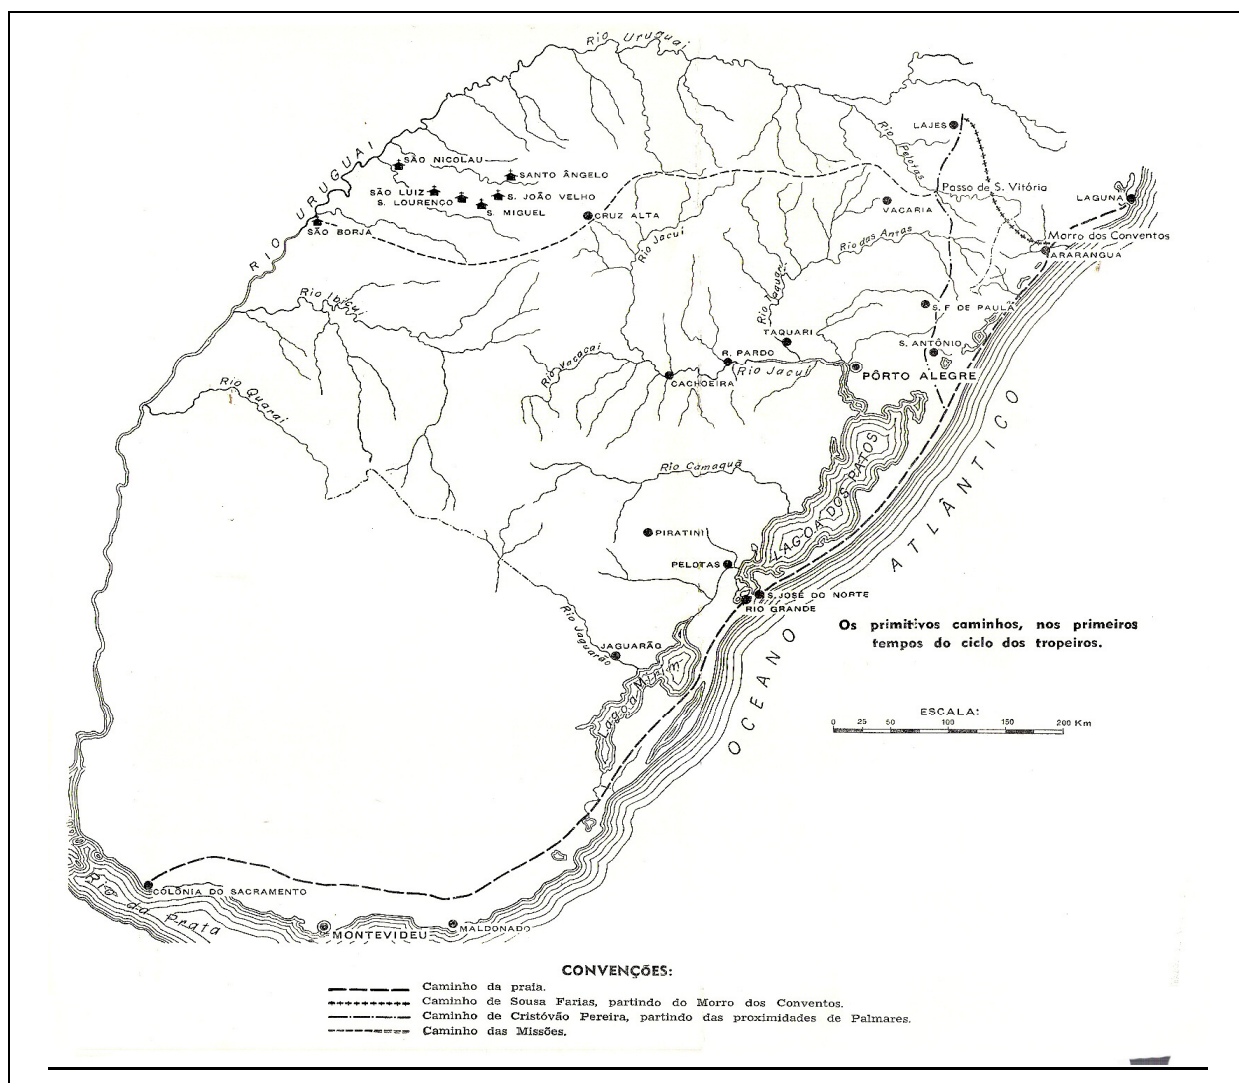 Rio Uruguai
LAJES
Rio Pelotas
RIO URUGUAI
SÃO NICOLAU
SANTO ÂNGELO
SÃO LUIZ
S. JOÃO VELHO
S. LOURENÇO
S. MIGUEL
SÃO BORJA
CRUZ ALTA
Passo de S. Vitória
VACARIA
LAGUNA
Rio Jacuí
Rio das Antas
Morro dos Conventos
ARARANGUA
Rio Ibicuí
Rio Taquari
S. F. DE PAULA
TAQUARI
S. ANTÔNIO
R. PARDO
Rio Vacacai
Rio Jacuí
CACHOEIRA
PÔRTO ALEGRE
Rio Quarai
Rio Camaquã
LAGOA DOS PATOS
OCEANO ATLÂNTICO
PIRATINI
PELOTAS
S. JOSÉ DO NORTE
RIO GRANDE
Rio Jaguarão
JAGUARÃO
Lagoa Mirim
Os primitivos caminhos, nos primeiros
tempos do ciclo dos tropeiros.
ESCALA:
0 25 50 100 150 200 Km
COLÔNIA DO SACRAMENTO
Rio da Prata
MONTEVIDEU
MALDONADO
CONVENÇÕES:
Caminho da praia.
Caminho de Sousa Farias, partindo do Morro dos Conventos.
Caminho de Cristóvão Pereira, partindo das proximidades de Palmares.
Caminho das Missões.